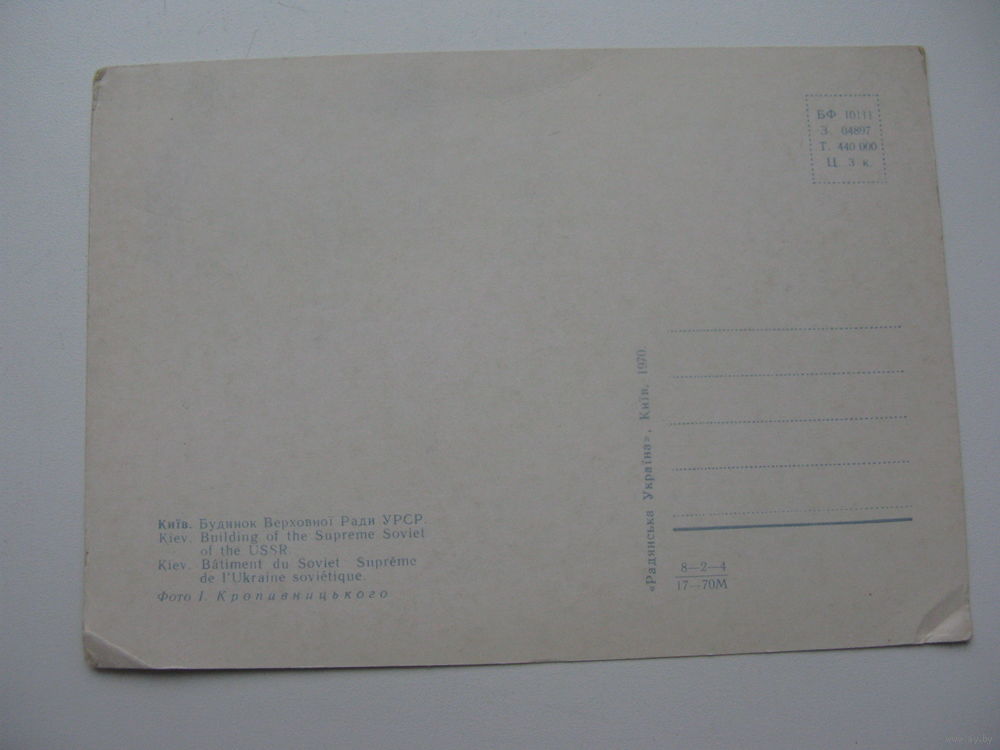 БФ 10111
З 04897
Т. 440 000
Ц 3 к.
Київ. Будинок Верховної Ради УРСР.
Kiev. Building of the Supreme Soviet
of the USSR.
Kiev. Bâtiment du Soviet Suprême
de l'Ukraine soviétique.
Фото І. Кропивницького
«Радянська Україна», Київ, 1970.
8—2—4
17—70М